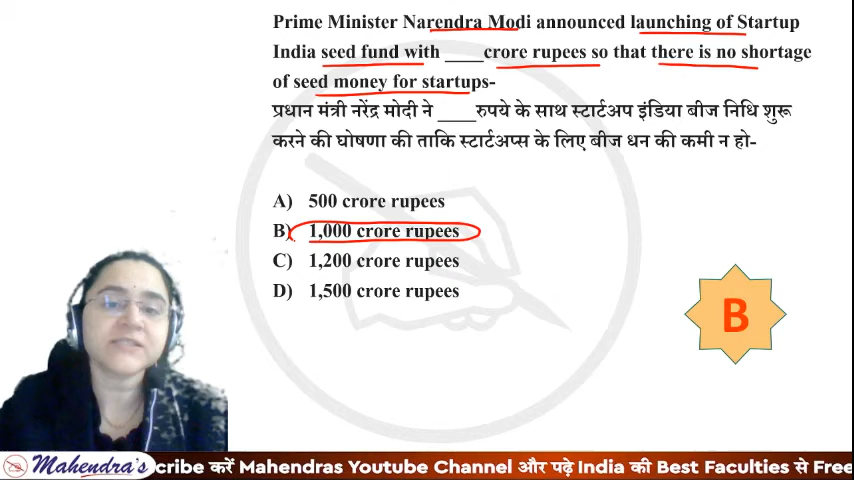 Prime Minister Narendra Modi announced launching of Startup
India seed fund with ____crore rupees so that there is no shortage
of seed money for startups-
प्रधान मंत्री नरेंद्र मोदी ने ____रुपये के साथ स्टार्टअप इंडिया बीज निधि शुरू
करने की घोषणा की ताकि स्टार्टअप्स के लिए बीज धन की कमी न हो-
A) 500 crore rupees
B) 1,000 crore rupees
C) 1,200 crore rupees
D) 1,500 crore rupees
B
Mahendra's cribe करें Mahendras Youtube Channel और पढ़े India की Best Faculties से Free